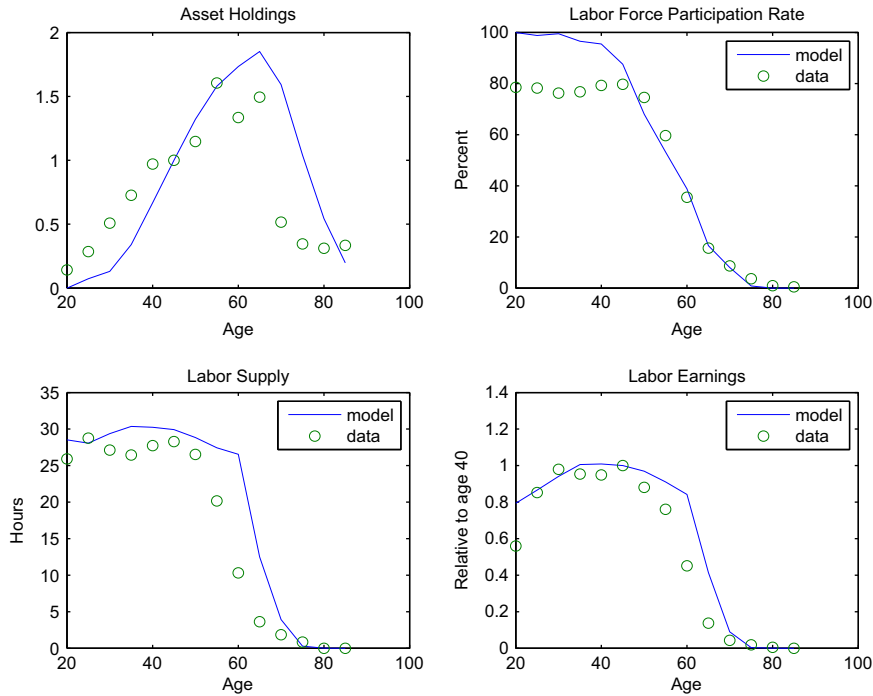 Asset Holdings
2
1.5
1
0.5
0
20
40
60
80
100
Age
Labor Force Participation Rate
Percent
100
80
60
40
20
0
20
40
60
80
100
Age
model
data
Labor Supply
Hours
35
30
25
20
15
10
5
0
20
40
60
80
100
Age
model
data
Labor Earnings
Relative to age 40
1.4
1.2
1
0.8
0.6
0.4
0.2
0
20
40
60
80
100
Age
model
data